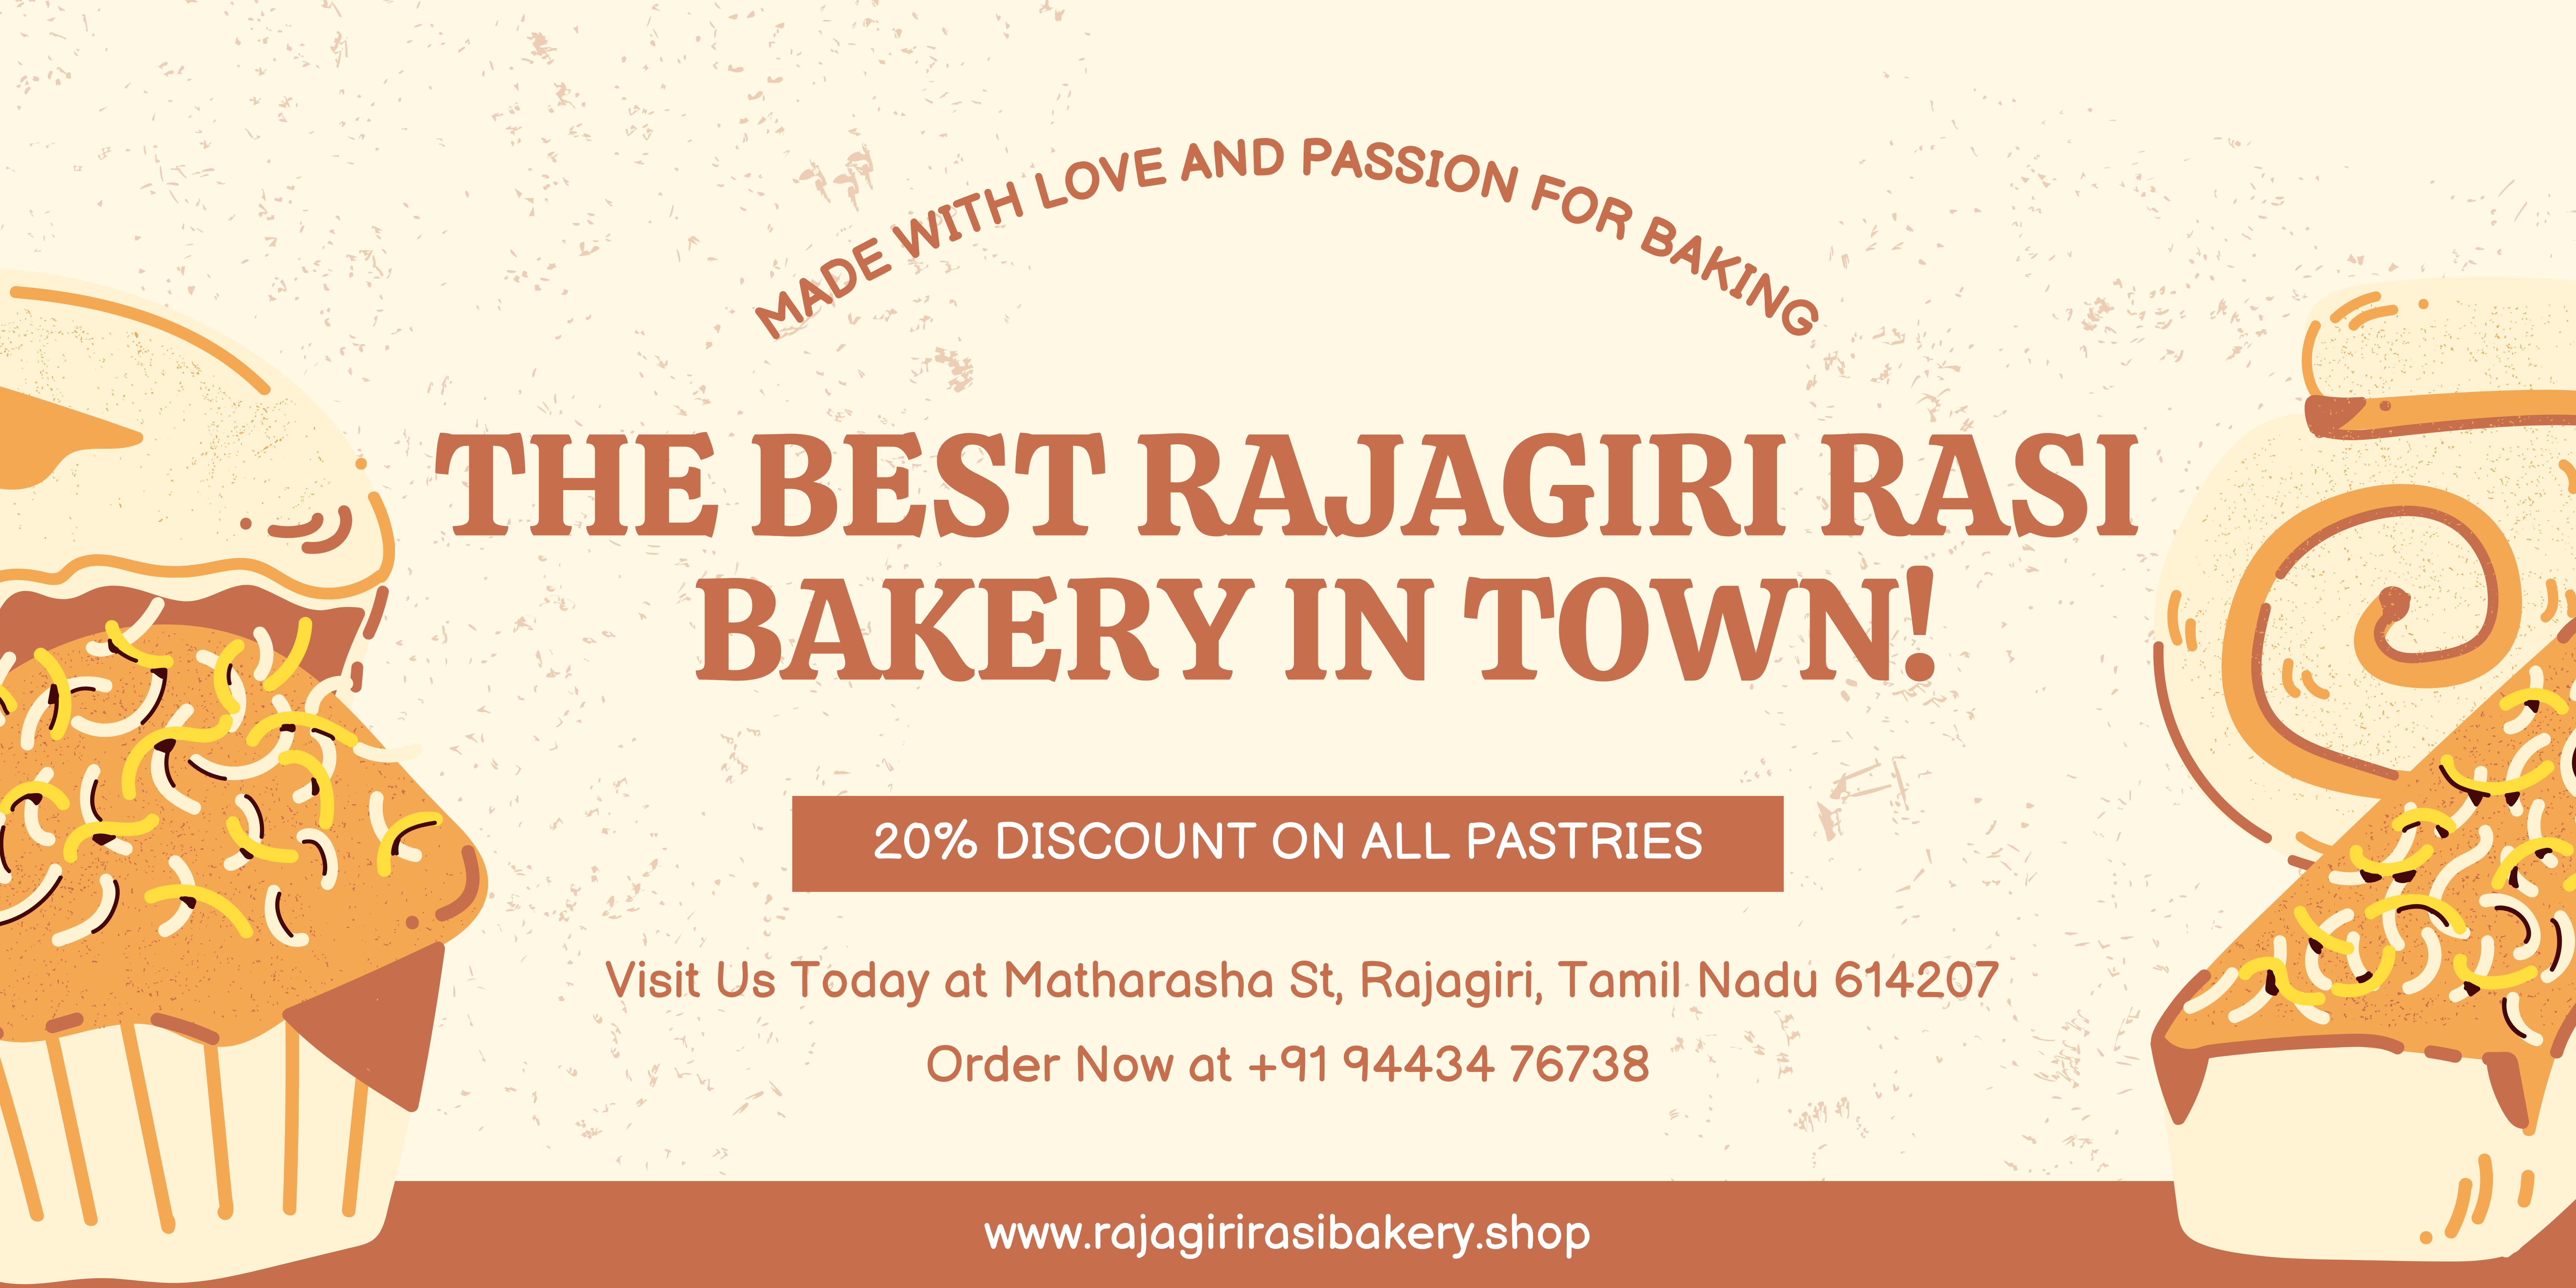 MADE WITH LOVE AND PASSION FOR BAKING
THE BEST RAJAGIRI RASI
BAKERY IN TOWN!
20% DISCOUNT ON ALL PASTRIES
Visit Us Today at Matharasha St, Rajagiri, Tamil Nadu 614207
Order Now at +91 94434 76738
www.rajagirirasibakery.shop